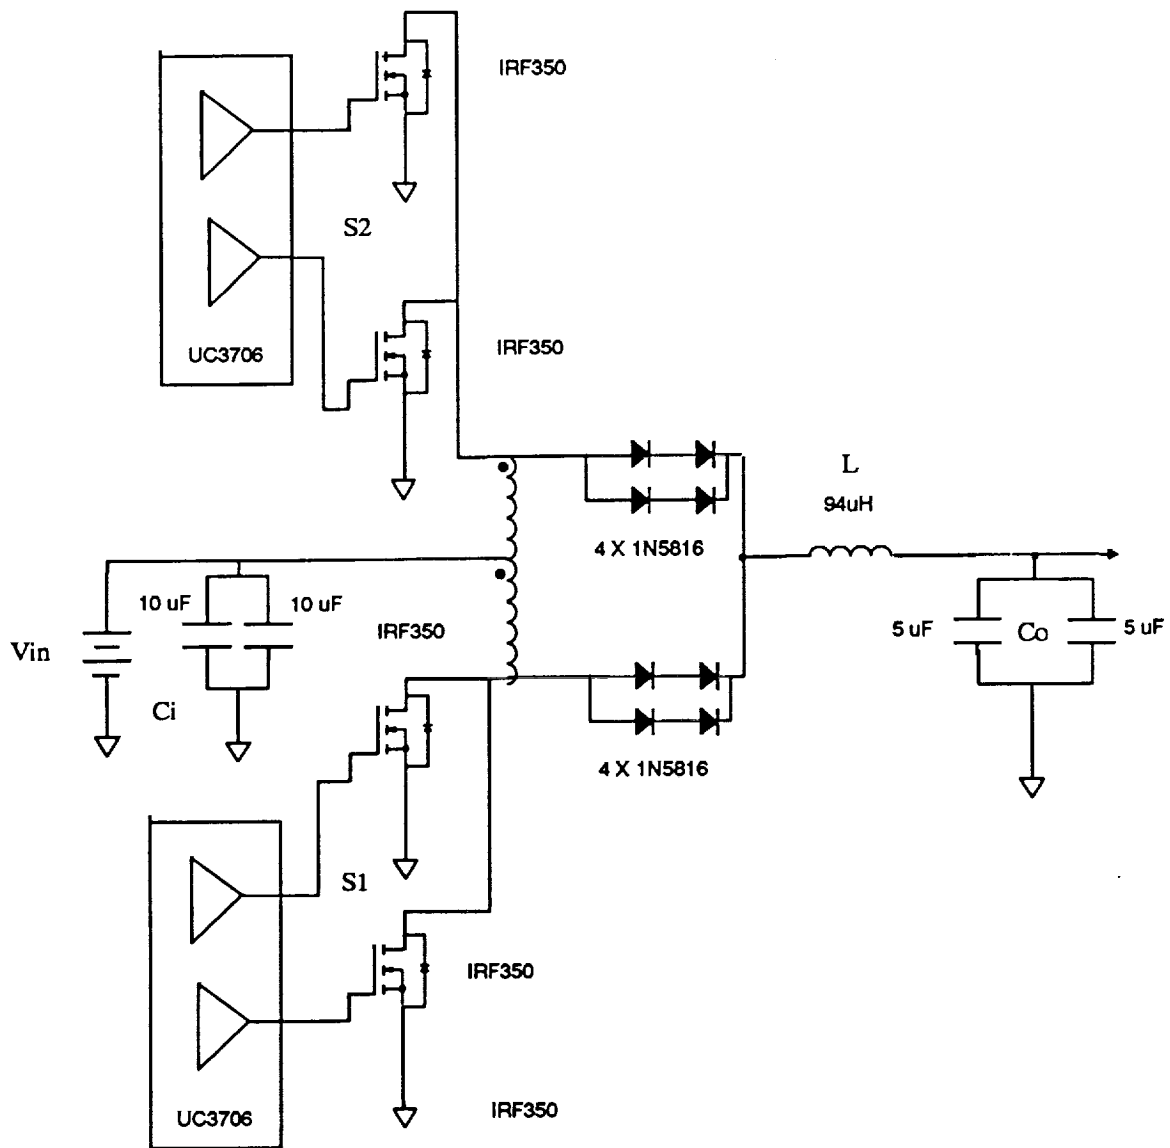 IRF350
S2
UC3706
IRF350
L
94uH
4 X 1N5816
10 uF
10 uF
IRF350
5 uF
Co
5 uF
Vin
Ci
4 X 1N5816
S1
IRF350
UC3706
IRF350